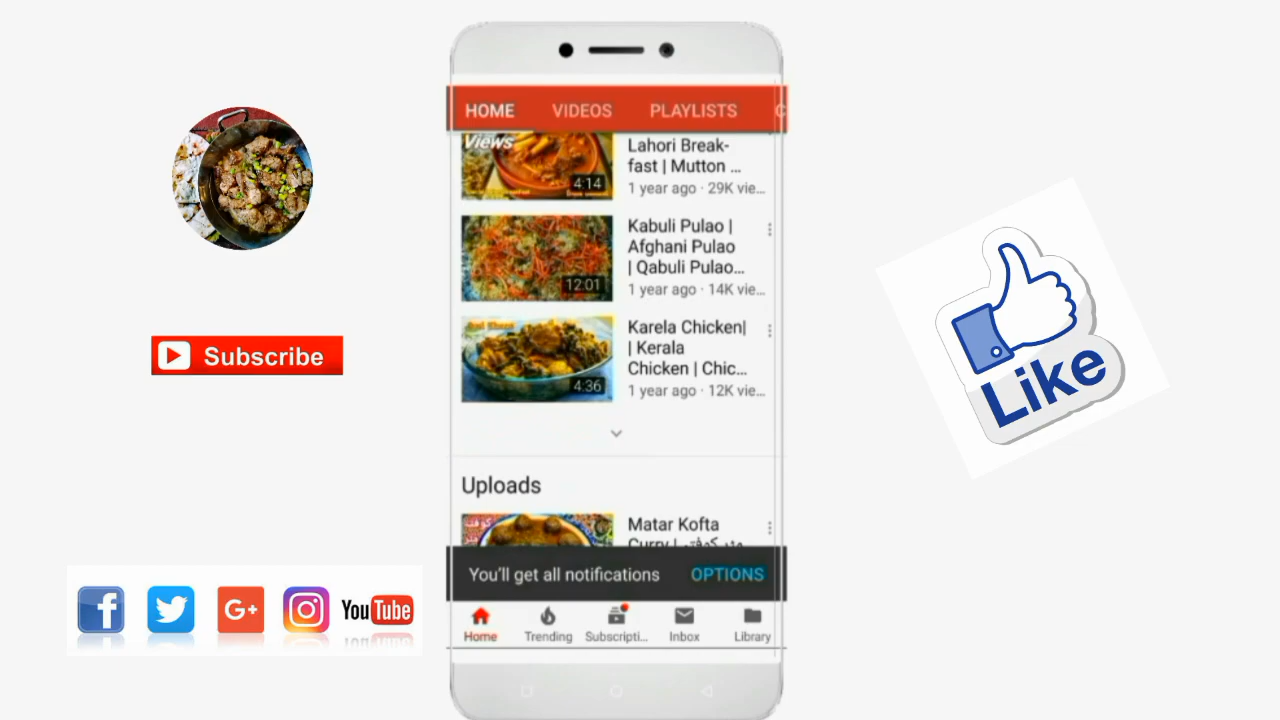 HOME VIDEOS PLAYLISTS
Views
Lahori Break-
fast | Mutton ...
4:14
1 year ago · 29K vie...
Kabuli Pulao |
Afghani Pulao
| Qabuli Pulao...
12:01
1 year ago · 14K vie...
Karela Chicken|
| Kerala
Chicken | Chic...
4:36
1 year ago · 12K vie...
Uploads
Matar Kofta
You'll get all notifications OPTIONS
Home Trending Subscripti... Inbox Library
Subscribe
f G+ YouTube
Like